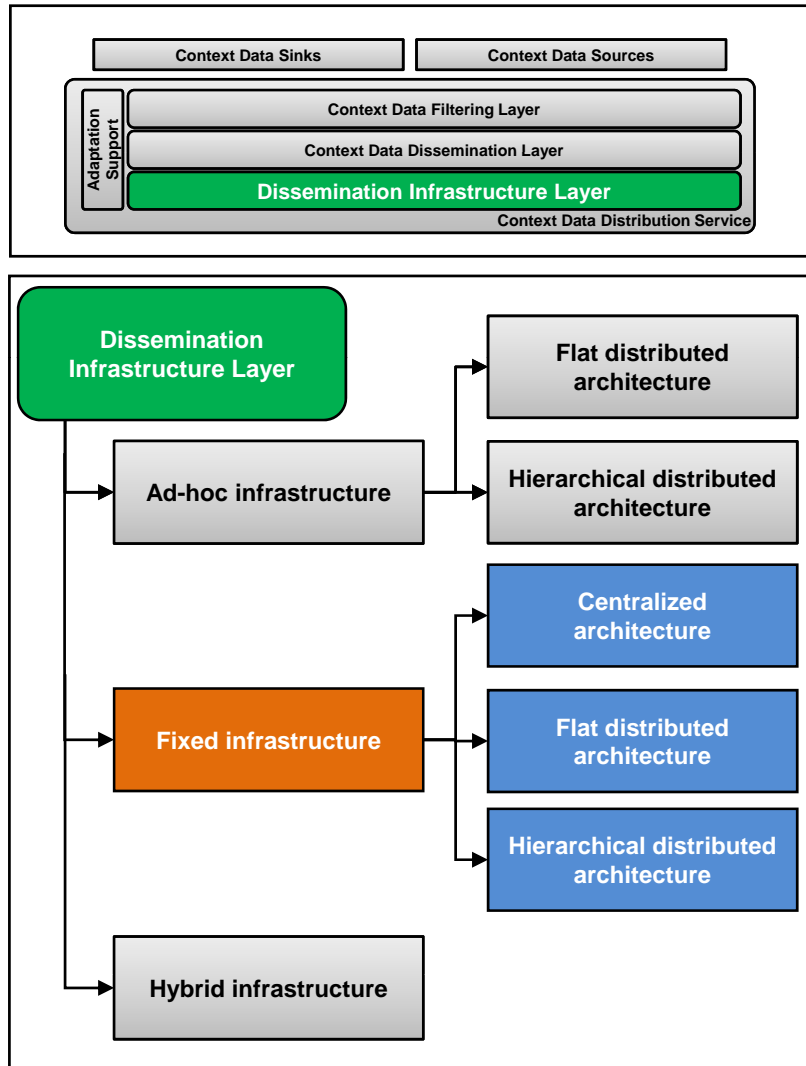 Context Data Sinks
Context Data Sources
Adaptation
Support
Context Data Filtering Layer
Context Data Dissemination Layer
Dissemination Infrastructure Layer
Context Data Distribution Service
Dissemination
Infrastructure Layer
Ad-hoc infrastructure
Flat distributed
architecture
Hierarchical distributed
architecture
Fixed infrastructure
Centralized
architecture
Flat distributed
architecture
Hierarchical distributed
architecture
Hybrid infrastructure